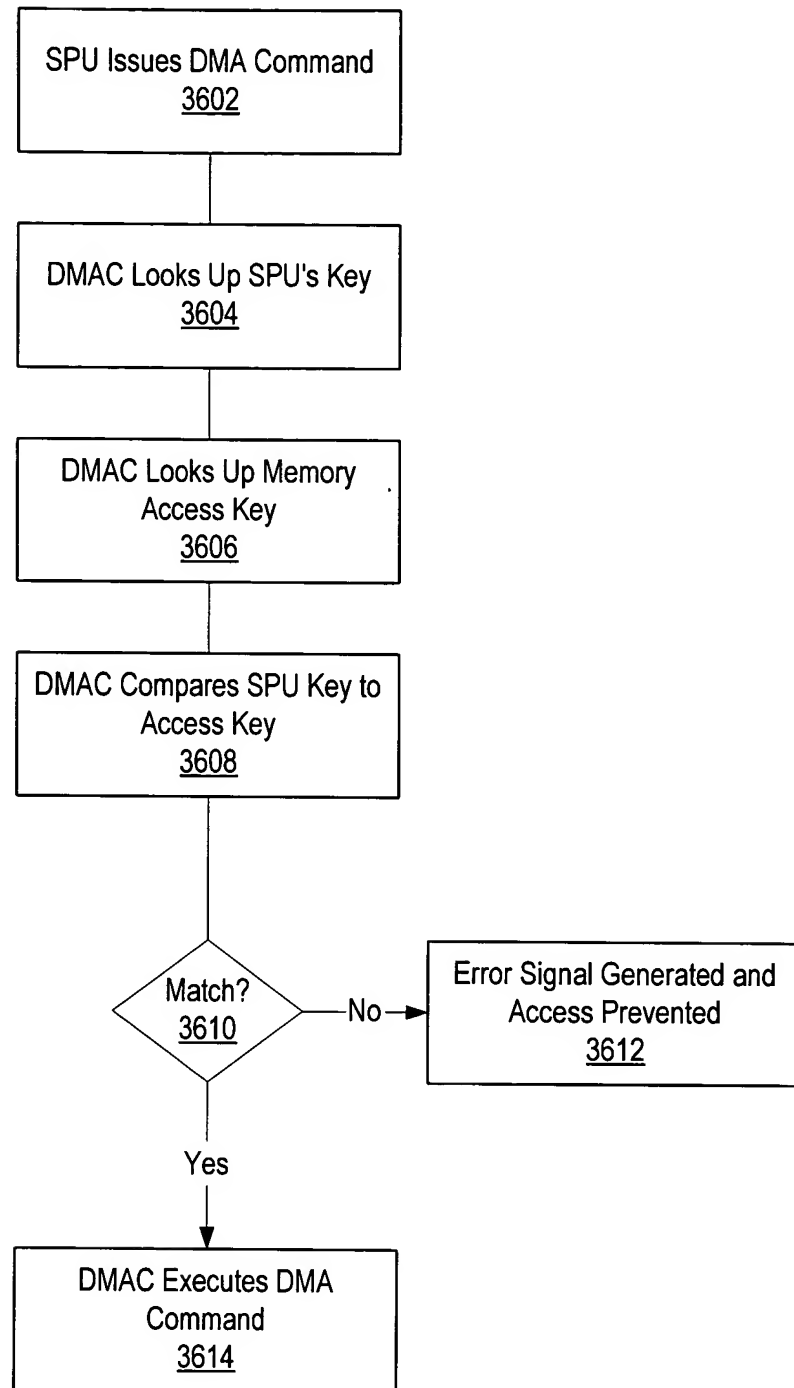 SPU Issues DMA Command
3602
DMAC Looks Up SPU's Key
3604
DMAC Looks Up Memory
Access Key
3606
DMAC Compares SPU Key to
Access Key
3608
Match?
3610
No
Error Signal Generated and
Access Prevented
3612
Yes
DMAC Executes DMA
Command
3614